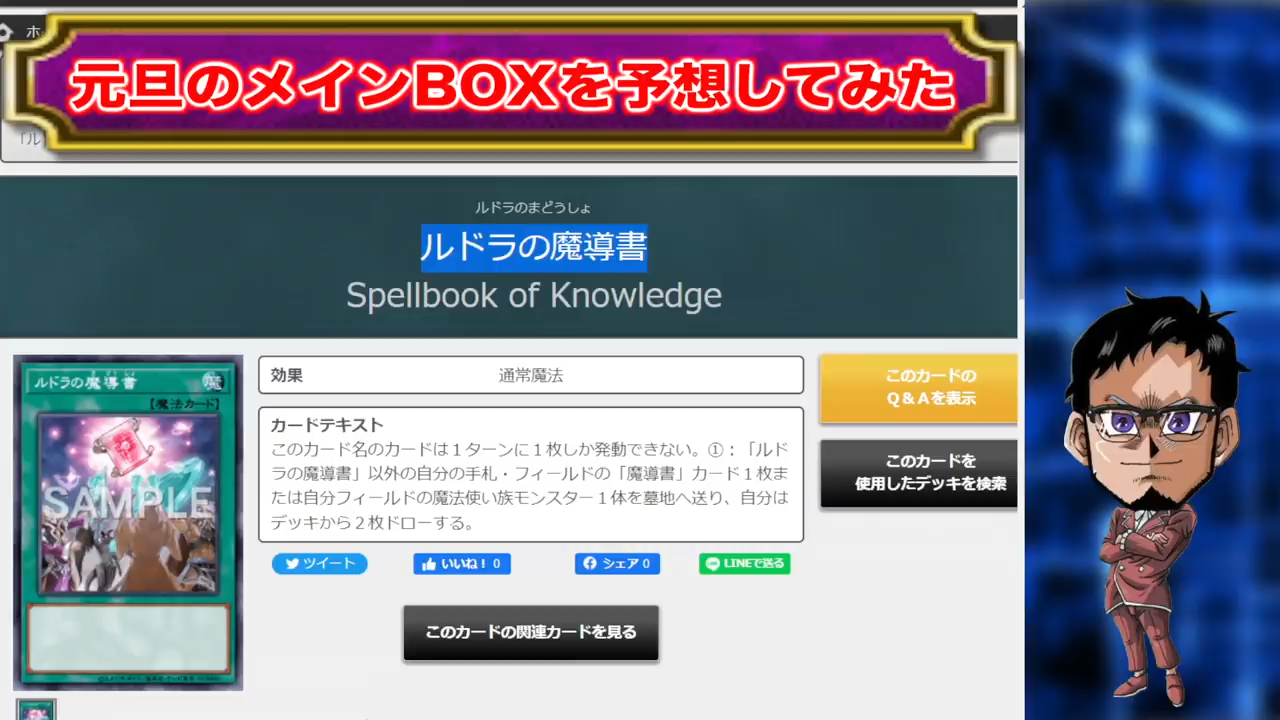 ホ
元旦のメインBOXを予想してみた
「ル
ルドラのまどうしょ
ルドラの魔導書
Spellbook of Knowledge
ルドラの魔導書
魔
【魔法カード】
SAMPLE
効果
通常魔法
カードテキスト
このカード名のカードは１ターンに１枚しか発動できない。①：「ルド
ラの魔導書」以外の自分の手札・フィールドの「魔導書」カード１枚ま
たは自分フィールドの魔法使い族モンスター１体を墓地へ送り、自分は
デッキから２枚ドローする。
ツイート
いいね！ 0
シェア 0
LINEで送る
このカードの関連カードを見る
このカードの
Ｑ＆Ａを表示
このカードを
使用したデッキを検索